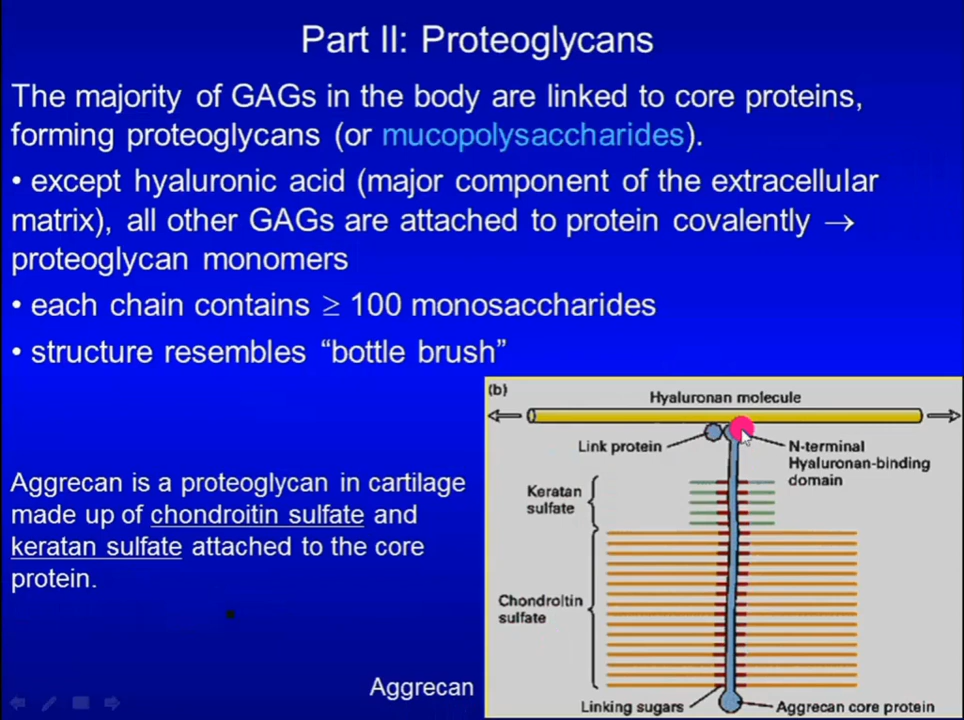 Part II: Proteoglycans
The majority of GAGs in the body are linked to core proteins,
forming proteoglycans (or mucopolysaccharides).
• except hyaluronic acid (major component of the extracellular
matrix), all other GAGs are attached to protein covalently →
proteoglycan monomers
• each chain contains ≥ 100 monosaccharides
• structure resembles “bottle brush”
Aggrecan is a proteoglycan in cartilage
made up of chondroitin sulfate and
keratan sulfate attached to the core
protein.
Aggrecan
(b)
Hyaluronan molecule
Link protein
N-terminal
Hyaluronan-binding
domain
Keratan
sulfate
Chondroitin
sulfate
Linking sugars
Aggrecan core protein